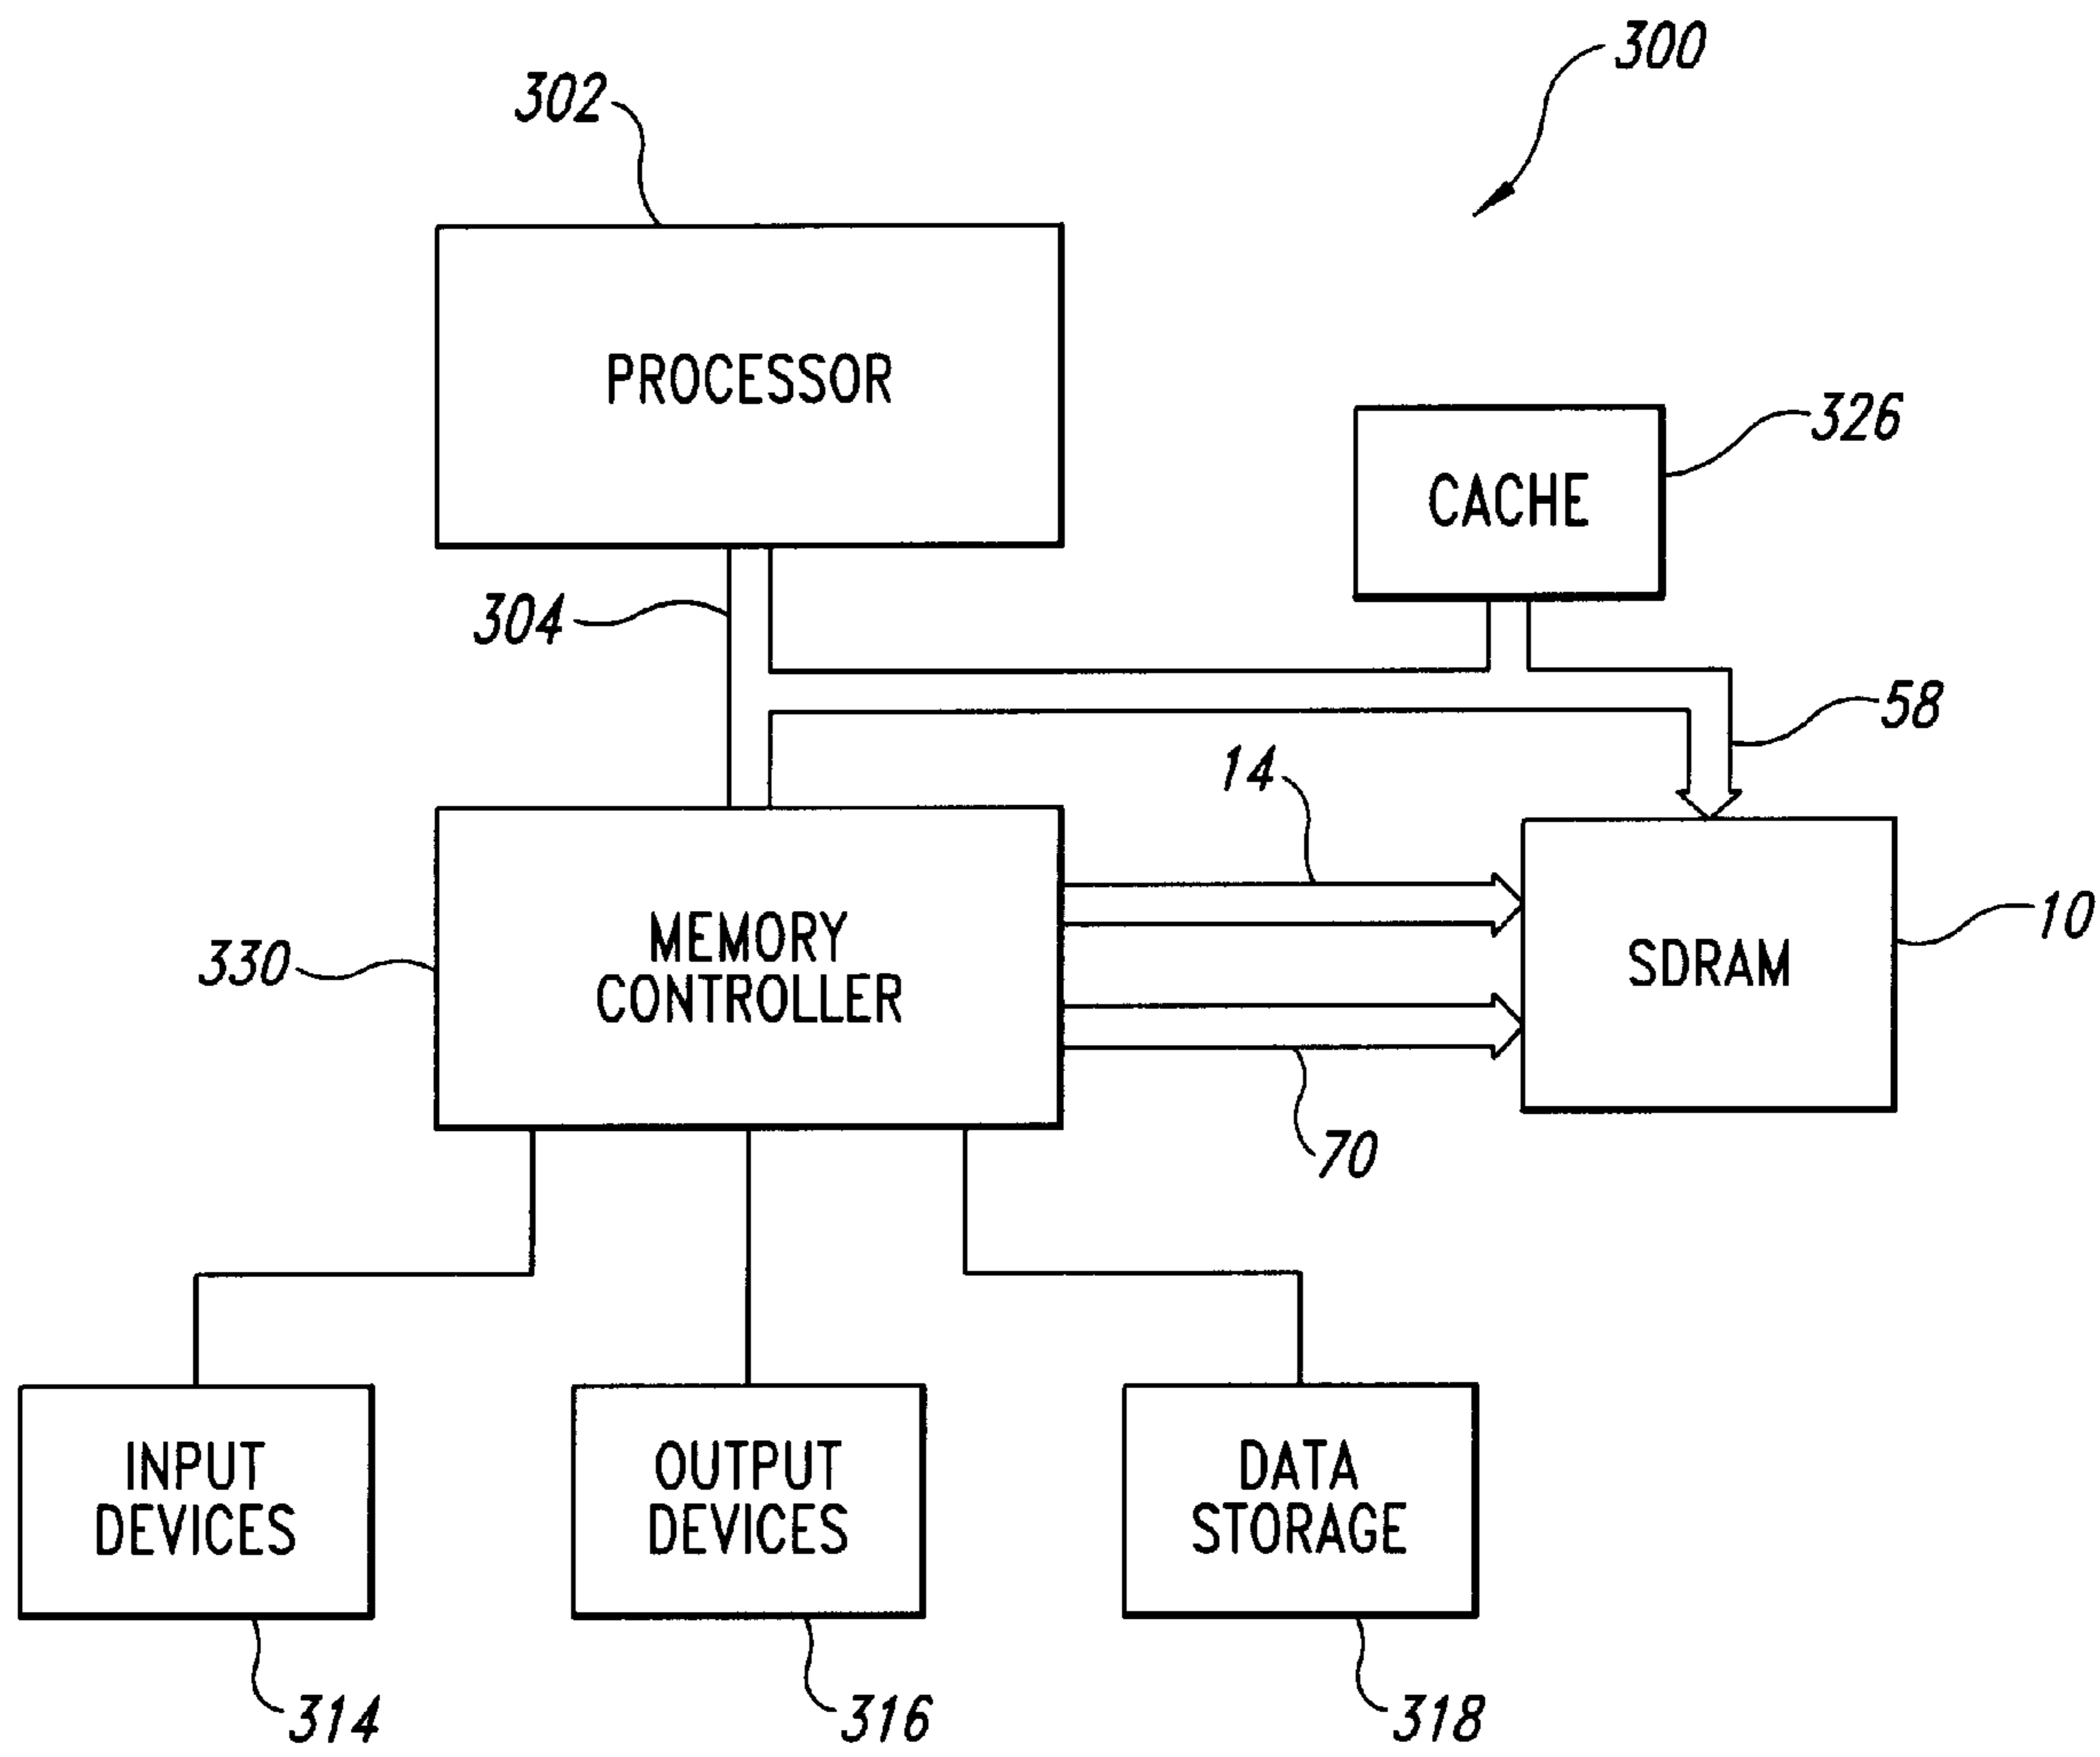 300
302
PROCESSOR
326
CACHE
304
58
14
10
MEMORY
CONTROLLER
330
SDRAM
70
INPUT
DEVICES
OUTPUT
DEVICES
DATA
STORAGE
314
316
318